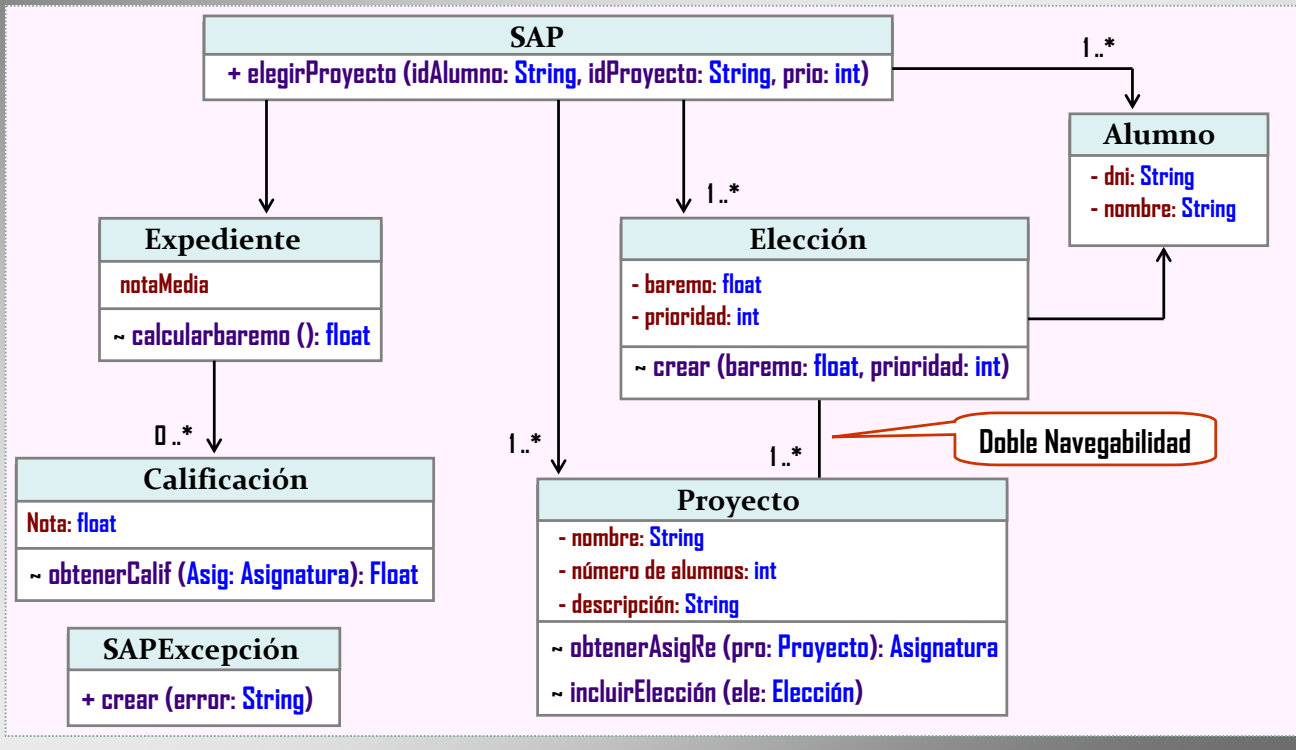 SAP
+ elegirProyecto (idAlumno: String, idProyecto: String, prio: int)
1..*
Alumno
- dni: String
- nombre: String
1..*
Expediente
notaMedia
~ calcularbaremo (): float
Elección
- baremo: float
- prioridad: int
~ crear (baremo: float, prioridad: int)
0..*
1..*
1..*
Doble Navegabilidad
Calificación
Nota: float
~ obtenerCalif (Asig: Asignatura): Float
Proyecto
- nombre: String
- número de alumnos: int
- descripción: String
~ obtenerAsigRe (pro: Proyecto): Asignatura
~ incluirElección (ele: Elección)
SAPExcepción
+ crear (error: String)